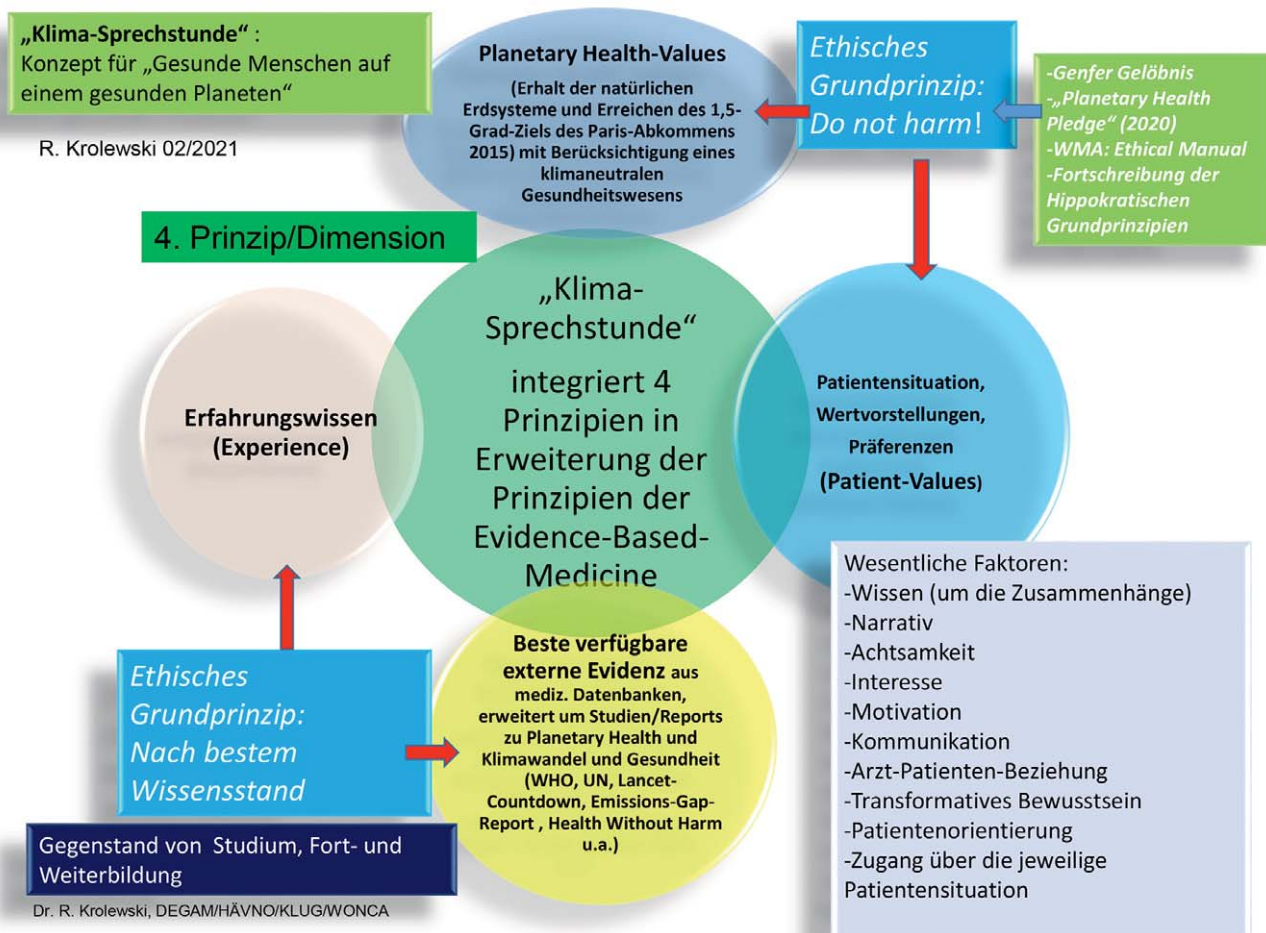 „Klima-Sprechstunde“ :
Konzept für „Gesunde Menschen auf
einem gesunden Planeten“
R. Krolewski 02/2021
Planetary Health-Values
(Erhalt der natürlichen
Erdsysteme und Erreichen des 1,5-
Grad-Ziels des Paris-Abkommens
2015) mit Berücksichtigung eines
klimaneutralen
Gesundheitswesens
Ethisches
Grundprinzip:
Do not harm!
-Genfer Gelöbnis
-„Planetary Health
Pledge“ (2020)
-WMA: Ethical Manual
-Fortschreibung der
Hippokratischen
Grundprinzipien
4. Prinzip/Dimension
Erfahrungswissen
(Experience)
„Klima-
Sprechstunde“
integriert 4
Prinzipien in
Erweiterung der
Prinzipien der
Evidence-Based-
Medicine
Patientensituation,
Wertvorstellungen,
Präferenzen
(Patient-Values)
Ethisches
Grundprinzip:
Nach bestem
Wissensstand
Gegenstand von Studium, Fort- und
Weiterbildung
Dr. R. Krolewski, DEGAM/HÄVNO/KLUG/WONCA
Beste verfügbare
externe Evidenz aus
mediz. Datenbanken,
erweitert um Studien/Reports
zu Planetary Health und
Klimawandel und Gesundheit
(WHO, UN, Lancet-
Countdown, Emissions-Gap-
Report , Health Without Harm
u.a.)
Wesentliche Faktoren:
-Wissen (um die Zusammenhänge)
-Narrativ
-Achtsamkeit
-Interesse
-Motivation
-Kommunikation
-Arzt-Patienten-Beziehung
-Transformatives Bewusstsein
-Patientenorientierung
-Zugang über die jeweilige
Patientensituation